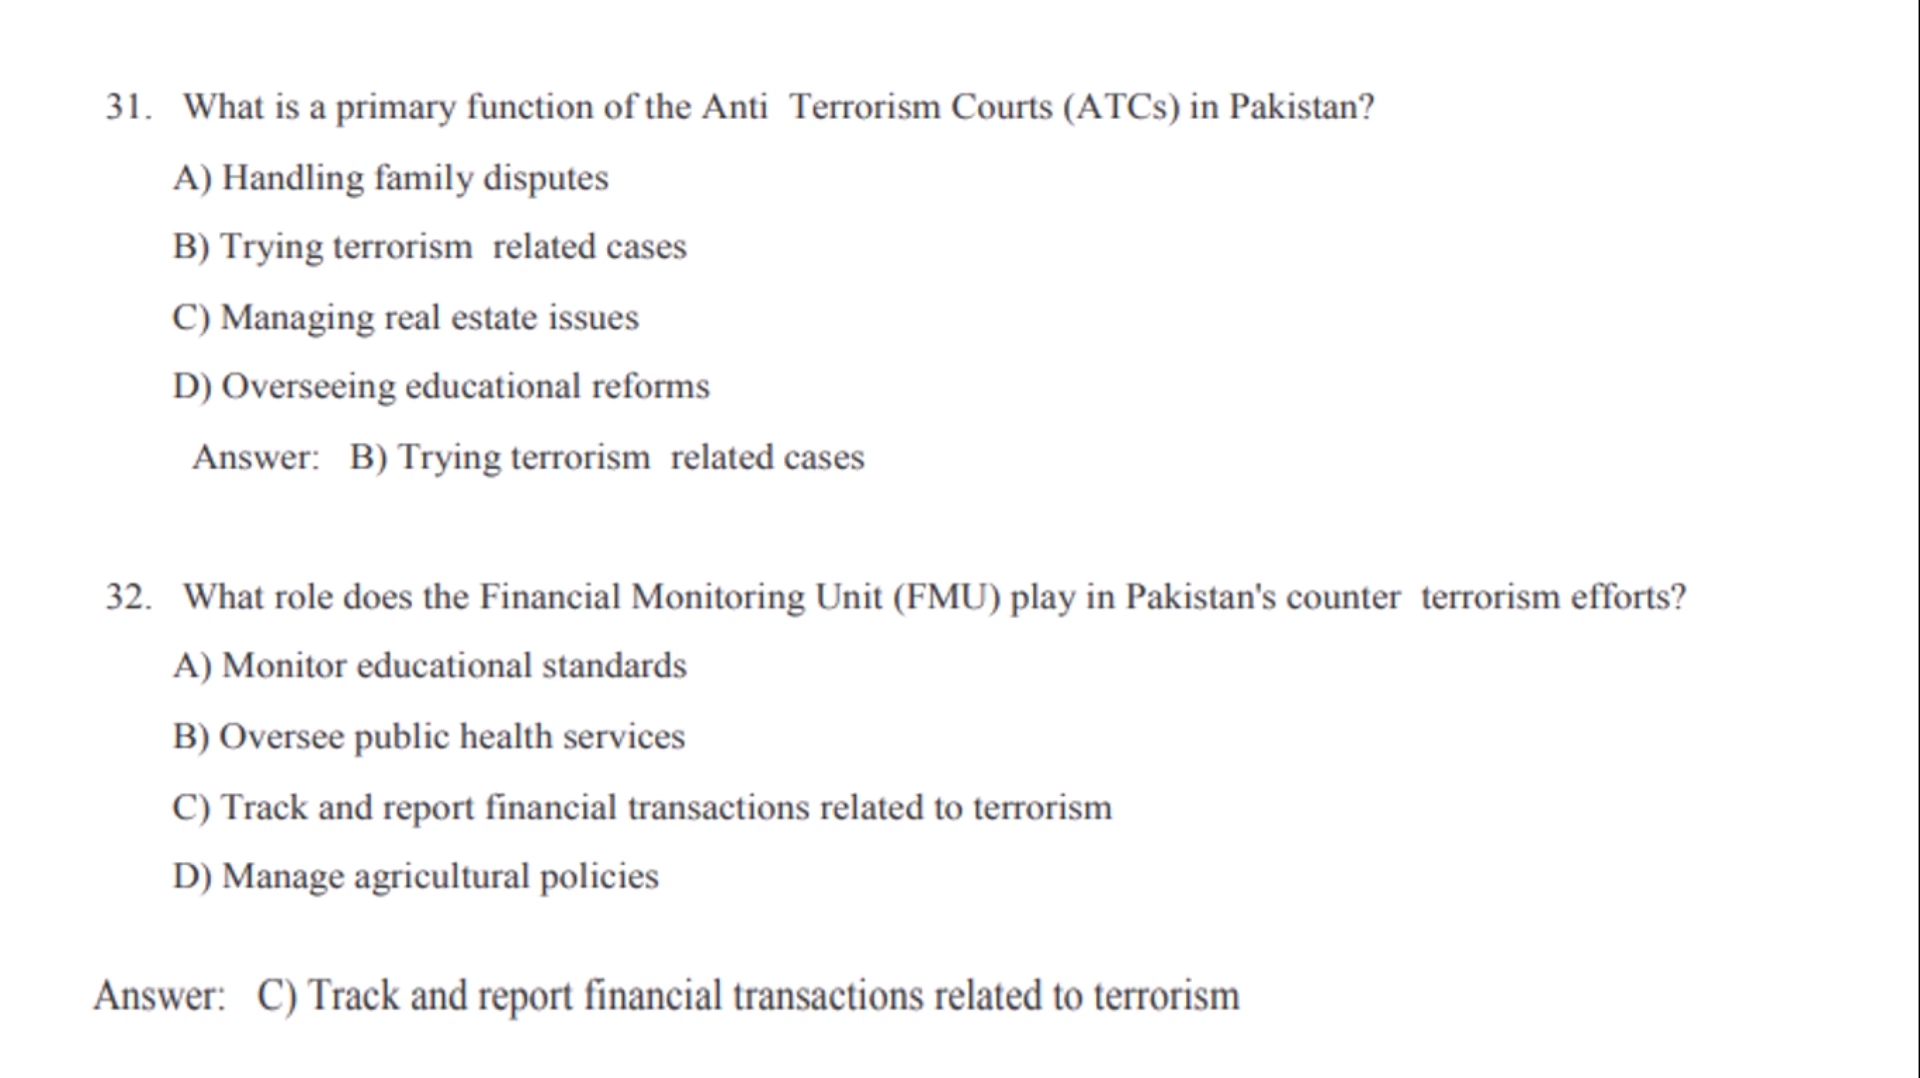 31. What is a primary function of the Anti Terrorism Courts (ATCs) in Pakistan?
A) Handling family disputes
B) Trying terrorism related cases
C) Managing real estate issues
D) Overseeing educational reforms
Answer: B) Trying terrorism related cases
32. What role does the Financial Monitoring Unit (FMU) play in Pakistan's counter terrorism efforts?
A) Monitor educational standards
B) Oversee public health services
C) Track and report financial transactions related to terrorism
D) Manage agricultural policies
Answer: C) Track and report financial transactions related to terrorism